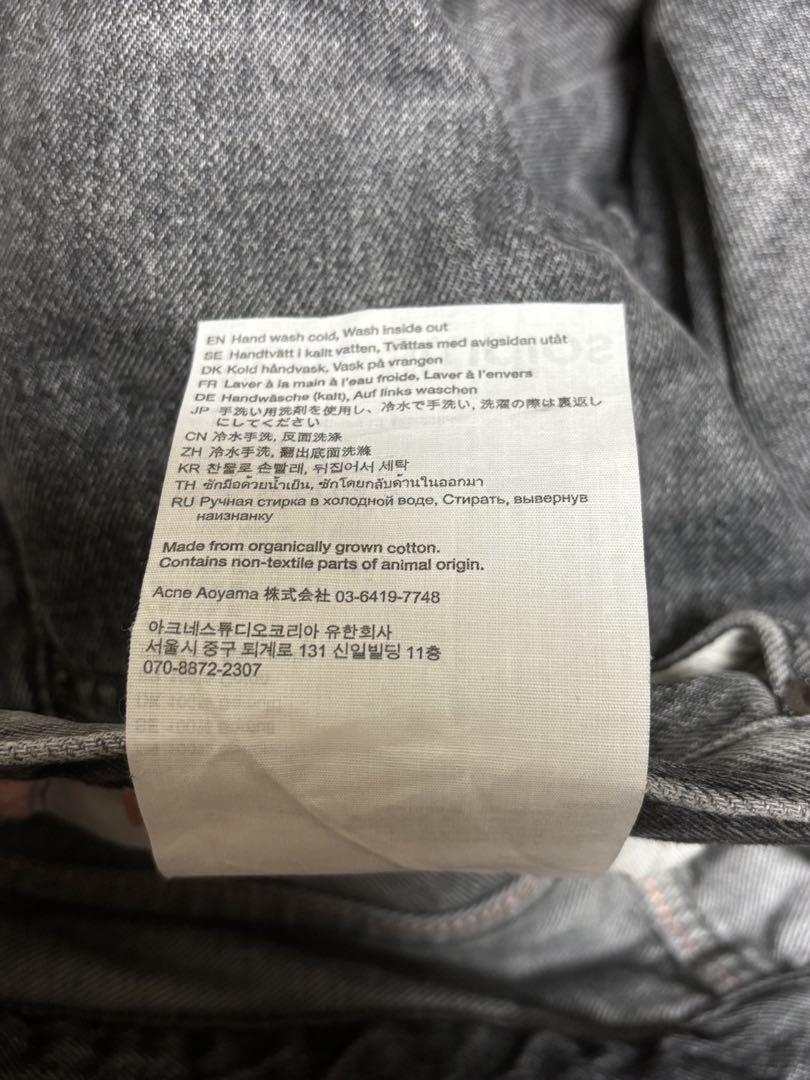 EN Hand wash cold, Wash inside out
SE Handtvätt i kallt vatten, Tvättas med avigsidan utåt
DK Kold håndvask, Vask på vrangen
FR Laver à la main à l'eau froide, Laver à l'envers
DE Handwäsche (kalt), Auf links waschen
JP 手洗い用洗剤を使用し、冷水で手洗い, 洗濯の際は裏返し
にしてください
CN 冷水手洗, 反面洗涤
ZH 冷水手洗, 翻出底面洗滌
KR 찬물로 손빨래, 뒤집어서 세탁
TH ซักมือด้วยน้ำเย็น, ซักโดยกลับด้านในออกมา
RU Ручная стирка в холодной воде, Стирать, вывернув
наизнанку
Made from organically grown cotton.
Contains non-textile parts of animal origin.
Acne Aoyama 株式会社 03-6419-7748
아크네스튜디오코리아 유한회사
서울시 중구 퇴계로 131 신일빌딩 11층
070-8872-2307